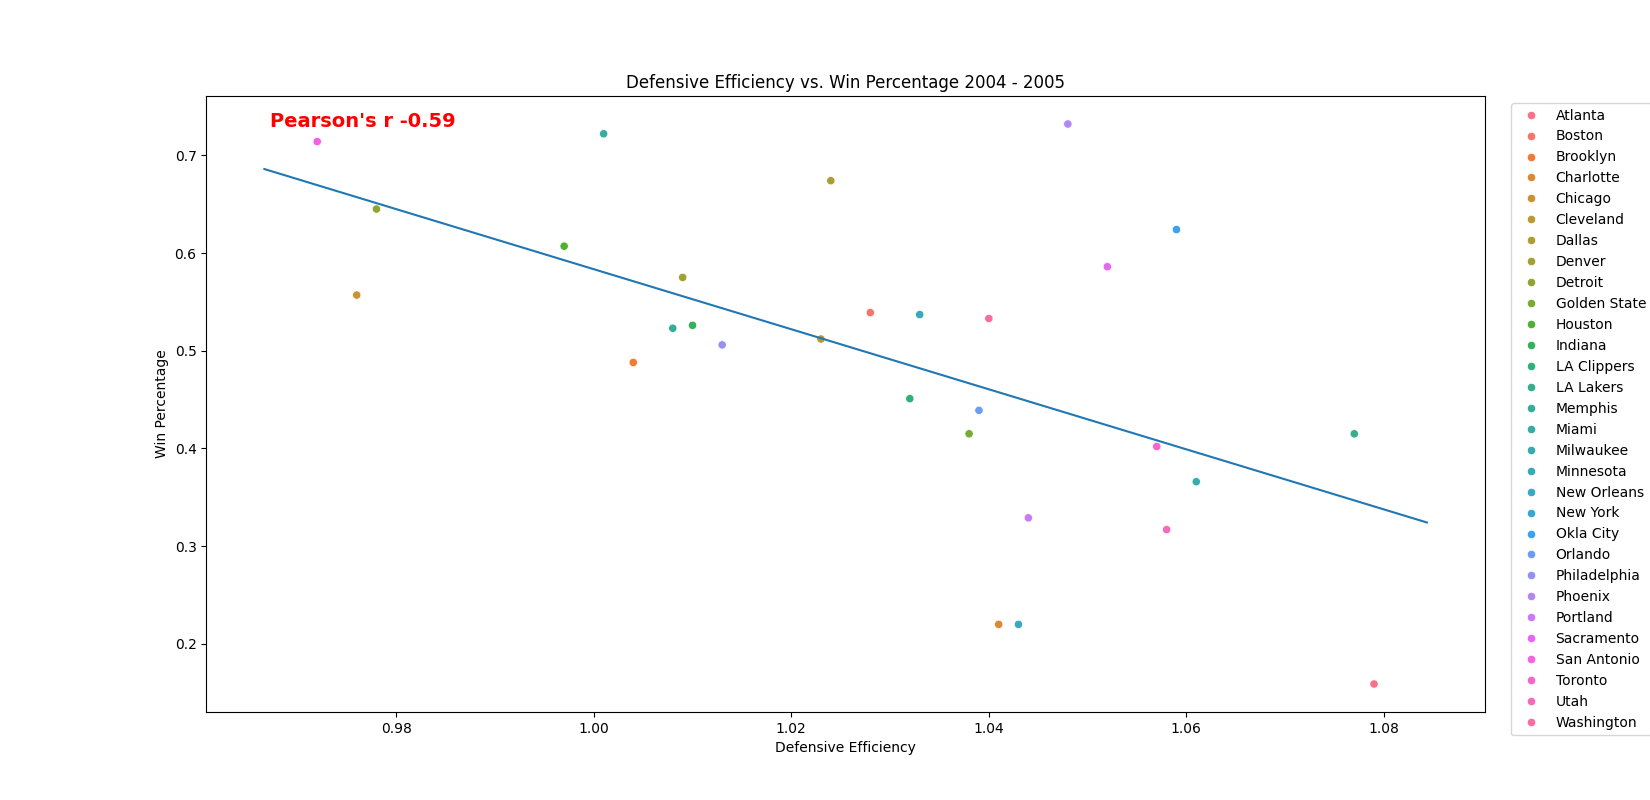 Defensive Efficiency vs. Win Percentage 2004 - 2005
Pearson's r -0.59
Win Percentage
0.7
0.6
0.5
0.4
0.3
0.2
0.98
1.00
1.02
1.04
1.06
1.08
Defensive Efficiency
Atlanta
Boston
Brooklyn
Charlotte
Chicago
Cleveland
Dallas
Denver
Detroit
Golden State
Houston
Indiana
LA Clippers
LA Lakers
Memphis
Miami
Milwaukee
Minnesota
New Orleans
New York
Okla City
Orlando
Philadelphia
Phoenix
Portland
Sacramento
San Antonio
Toronto
Utah
Washington